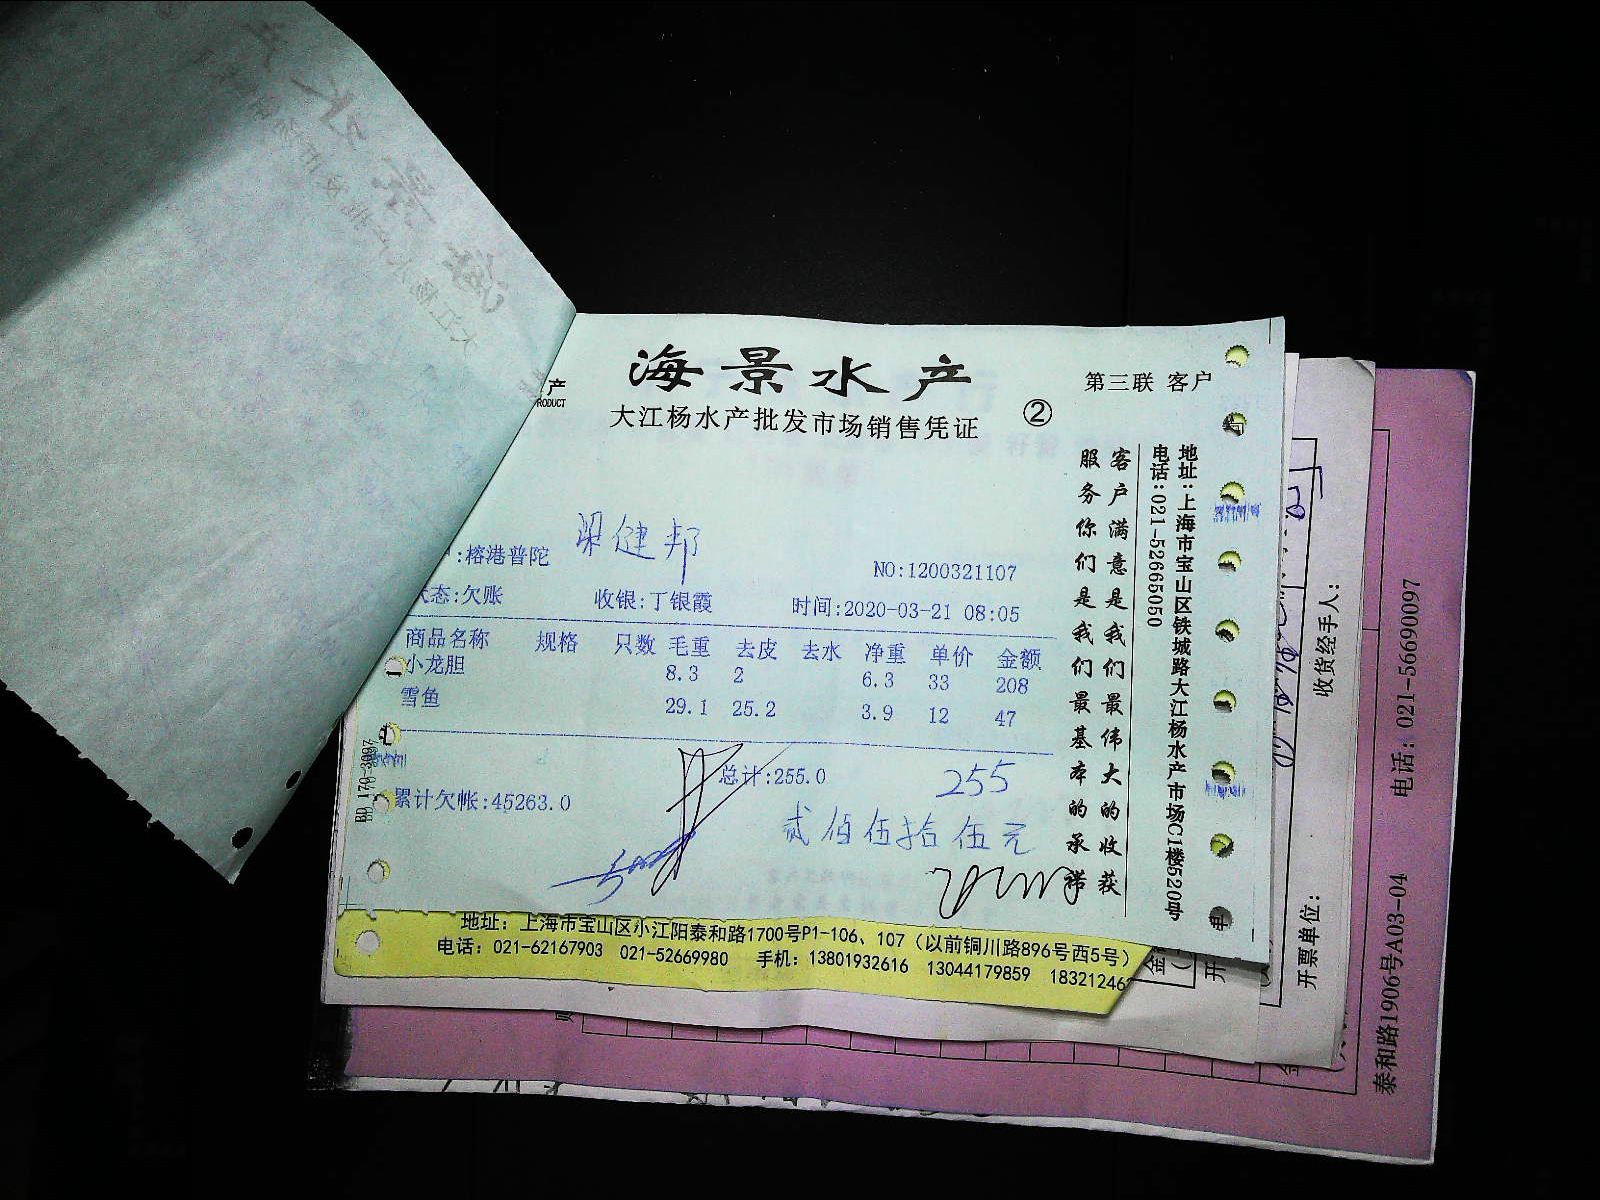 海景水产
第三联 客户
产
RODUCT
大江杨水产批发市场销售凭证
②
:榕港普陀 梁健邦
NO:1200321107
态:欠账 收银:丁银霞 时间:2020-03-21 08:05
商品名称 规格 只数 毛重 去皮 去水 净重 单价 金额
小龙胆 8.3 2 6.3 33 208
雪鱼 29.1 25.2 3.9 12 47
总计:255.0
255
累计欠帐:45263.0
贰佰伍拾伍元
客户满意是我们最伟大的收获
服务你们是我们最基本的承诺
地址:上海市宝山区铁城路大江杨水产市场C1楼520号
电话:021-52665050
地址: 上海市宝山区小江阳泰和路1700号P1-106、107 (以前铜川路896号西5号)
电话: 021-62167903 021-52669980 手机: 13801932616 13044179859 1832124
收货经手人:
开票单位:
泰和路1906号A03-04 电话: 021-56690097